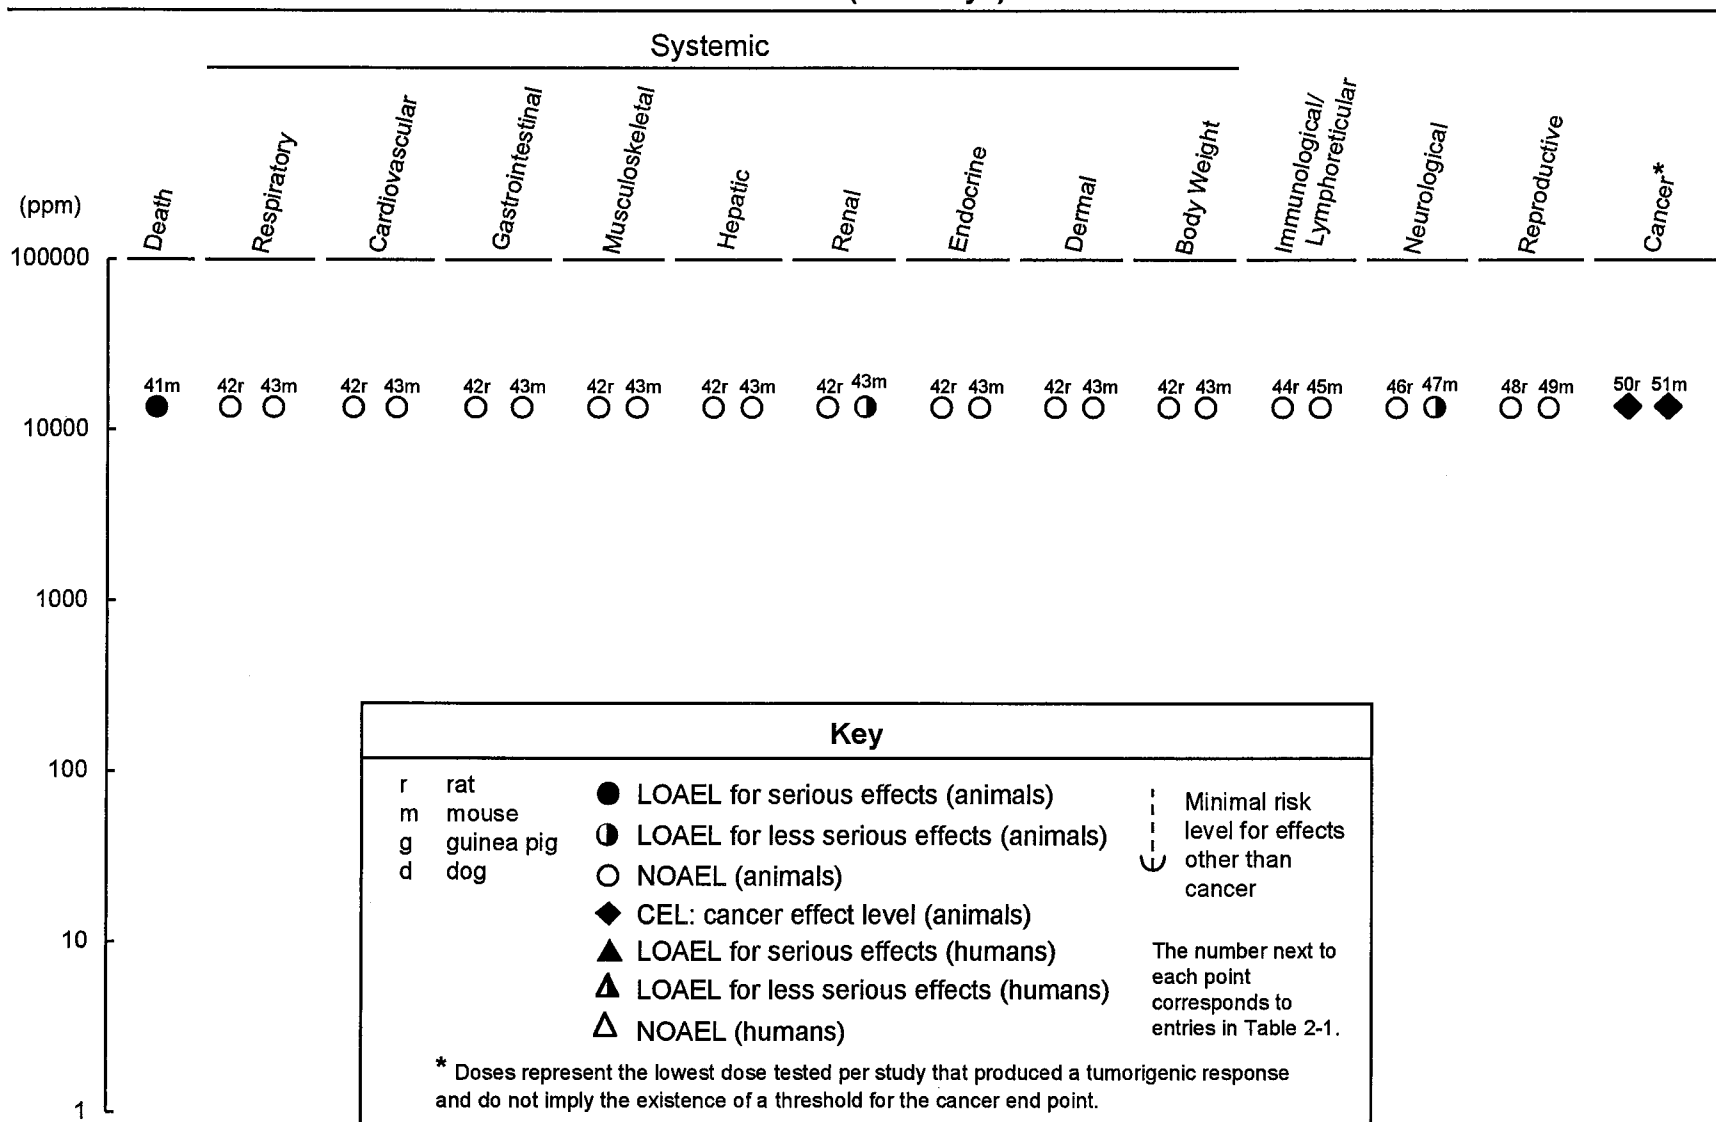 Systemic
(ppm)
Death
Respiratory
Cardiovascular
Gastrointestinal
Musculoskeletal
Hepatic
Renal
Endocrine
Dermal
Body Weight
Immunological/
Lymphoreticular
Neurological
Reproductive
Cancer*
100000
41m 42r 43m 42r 43m 42r 43m 42r 43m 42r 43m 42r 43m 42r 43m 42r 43m 42r 43m 44r 45m 46r 47m 48r 49m 50r 51m
10000
1000
100
10
1
Key
r rat
m mouse
g guinea pig
d dog
LOAEL for serious effects (animals)
LOAEL for less serious effects (animals)
NOAEL (animals)
CEL: cancer effect level (animals)
LOAEL for serious effects (humans)
LOAEL for less serious effects (humans)
NOAEL (humans)
Minimal risk
level for effects
other than
cancer
The number next to
each point
corresponds to
entries in Table 2-1.
* Doses represent the lowest dose tested per study that produced a tumorigenic response
and do not imply the existence of a threshold for the cancer end point.